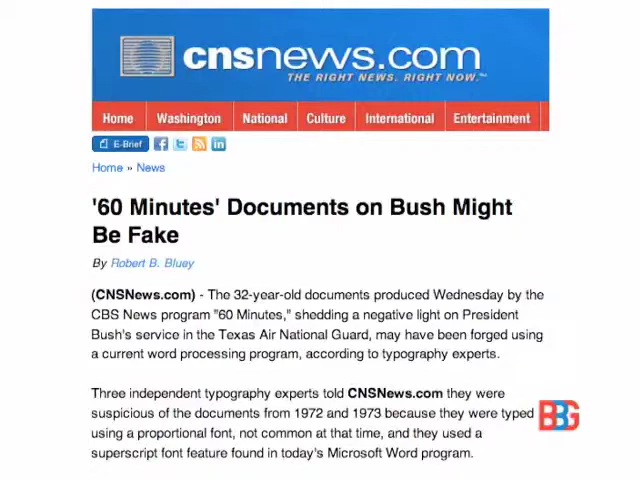 cnsnews.com
THE RIGHT NEWS. RIGHT NOW.™
Home Washington National Culture International Entertainment
E-Brief
Home » News
'60 Minutes' Documents on Bush Might
Be Fake
By Robert B. Bluey
(CNSNews.com) - The 32-year-old documents produced Wednesday by the
CBS News program "60 Minutes," shedding a negative light on President
Bush's service in the Texas Air National Guard, may have been forged using
a current word processing program, according to typography experts.
Three independent typography experts told CNSNews.com they were
suspicious of the documents from 1972 and 1973 because they were typed
using a proportional font, not common at that time, and they used a
superscript font feature found in today's Microsoft Word program.
BBG